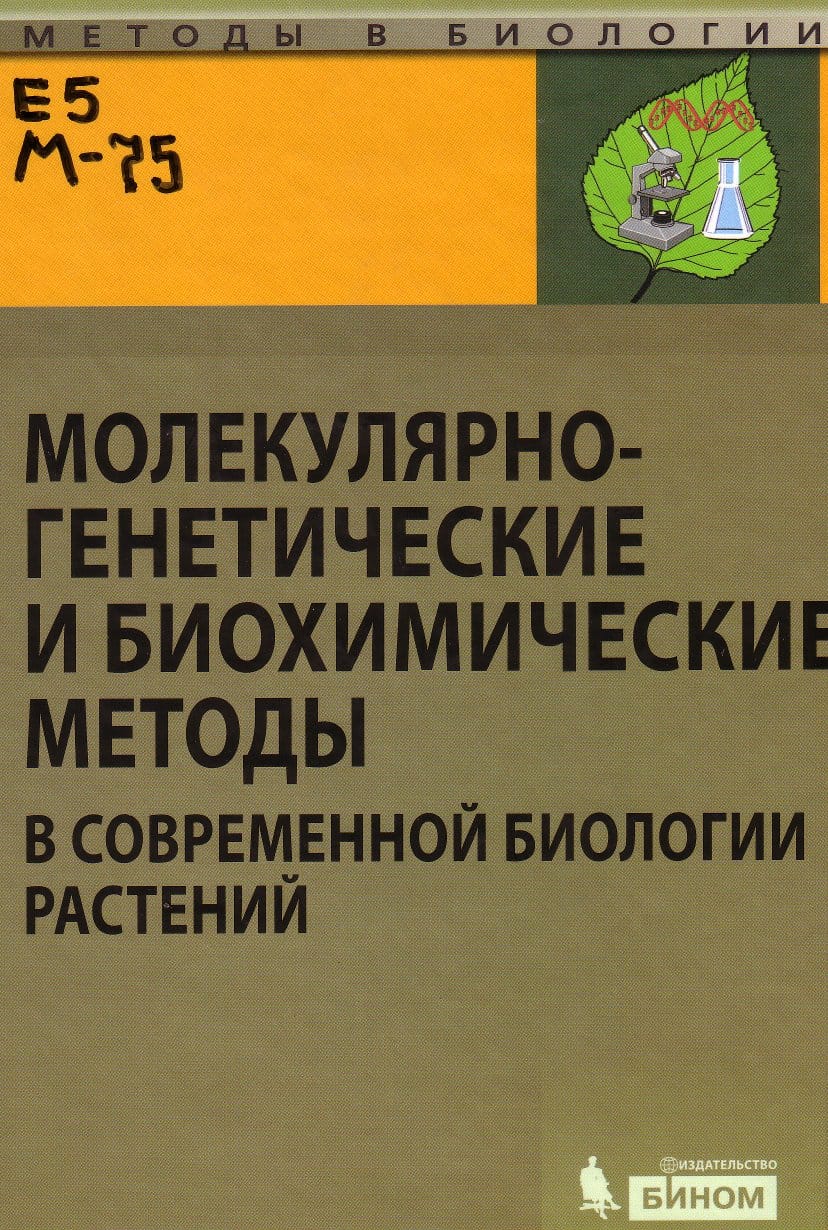 МЕТОДЫ В БИОЛОГИИ
Е5
М-75
МОЛЕКУЛЯРНО-
ГЕНЕТИЧЕСКИЕ
И БИОХИМИЧЕСКИЕ
МЕТОДЫ
В СОВРЕМЕННОЙ БИОЛОГИИ
РАСТЕНИЙ
ИЗДАТЕЛЬСТВО
БИНОМ